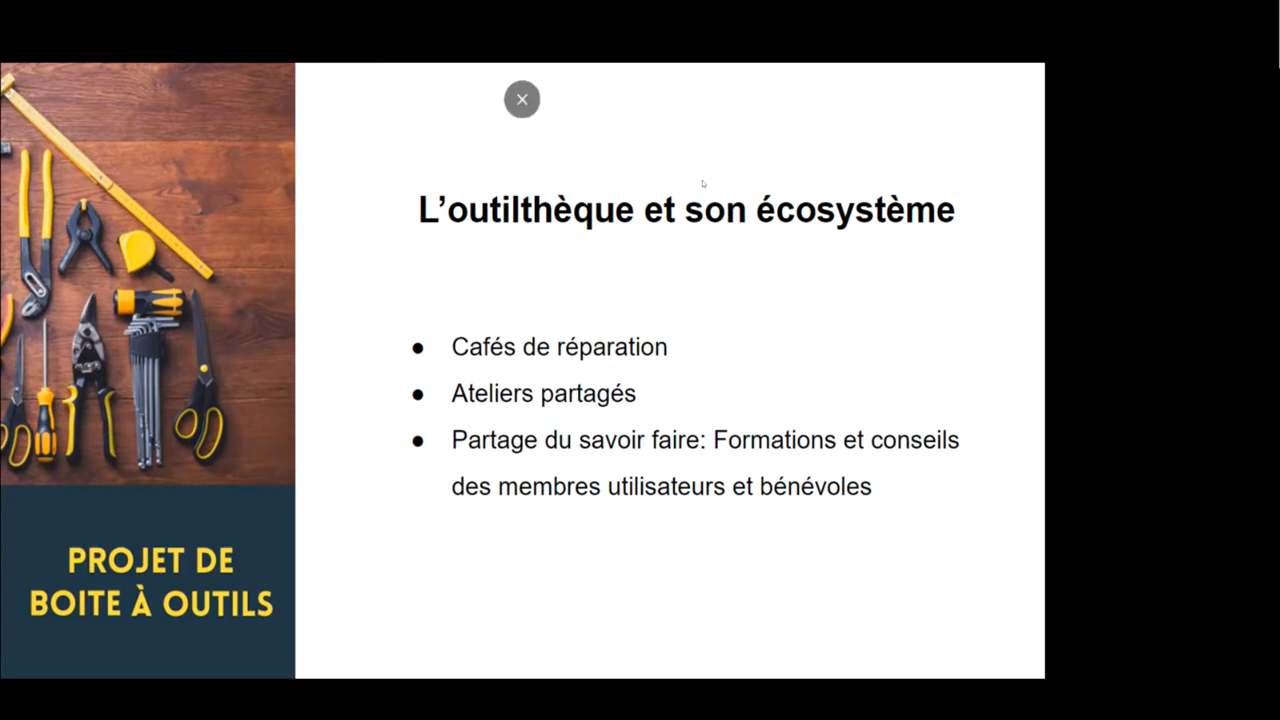 L’outilthèque et son écosystème
● Cafés de réparation
● Ateliers partagés
● Partage du savoir faire: Formations et conseils
des membres utilisateurs et bénévoles
PROJET DE
BOITE À OUTILS